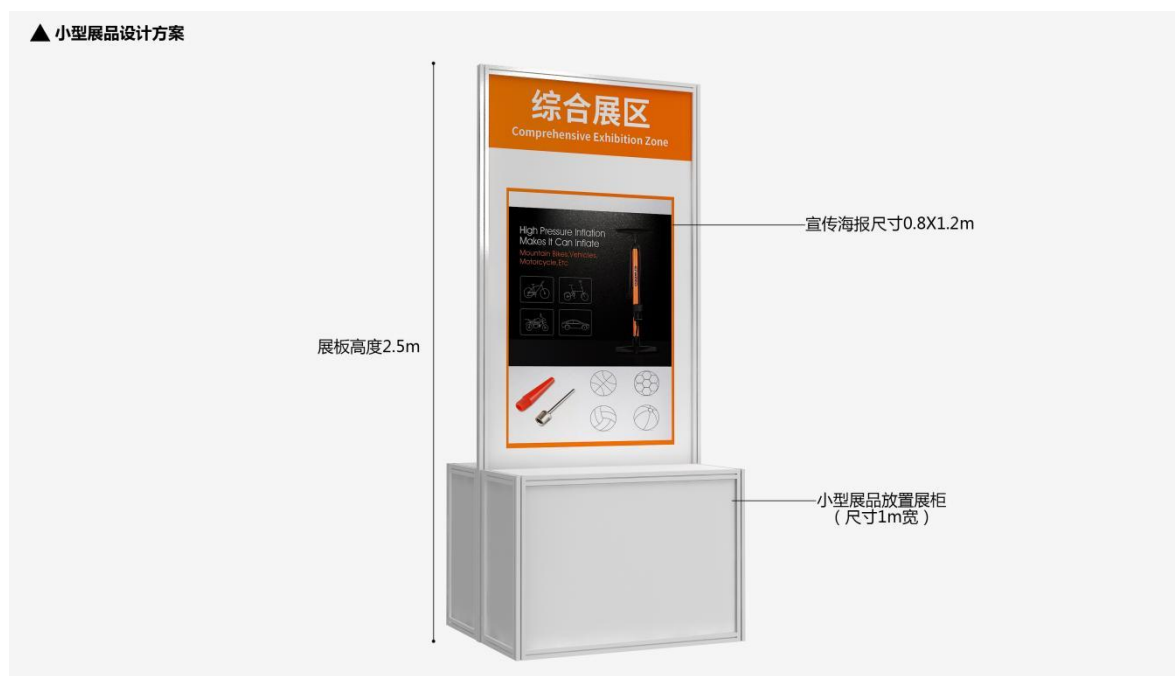 ▲ 小型展品设计方案
综合展区
Comprehensive Exhibition Zone
High Pressure Inflation
Makes It Can Inflate
Mountain Bikes,Vehicles,
Motorcycle,Etc
宣传海报尺寸0.8X1.2m
展板高度2.5m
小型展品放置展柜
（尺寸1m宽）